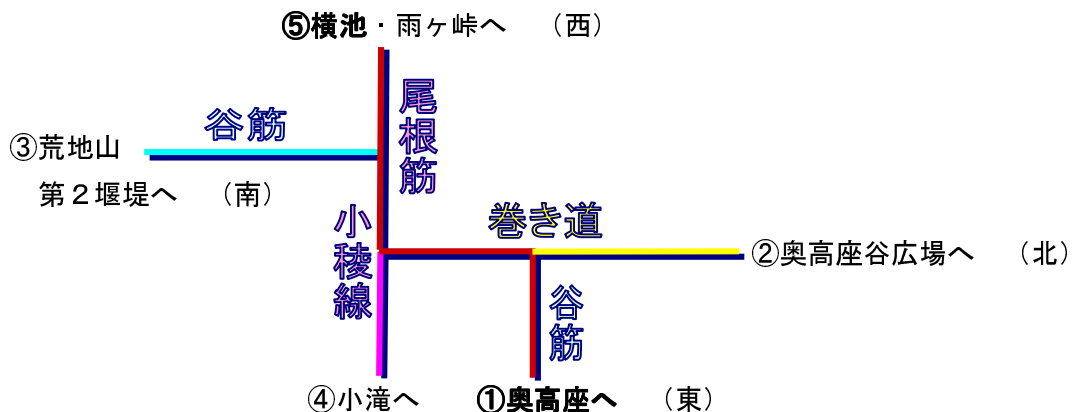 ⑤横池・雨ヶ峠へ （西）
尾根筋
谷筋
③荒地山
第２堰堤へ （南）
小稜線
巻き道
②奥高座谷広場へ （北）
谷筋
④小滝へ
①奥高座へ （東）